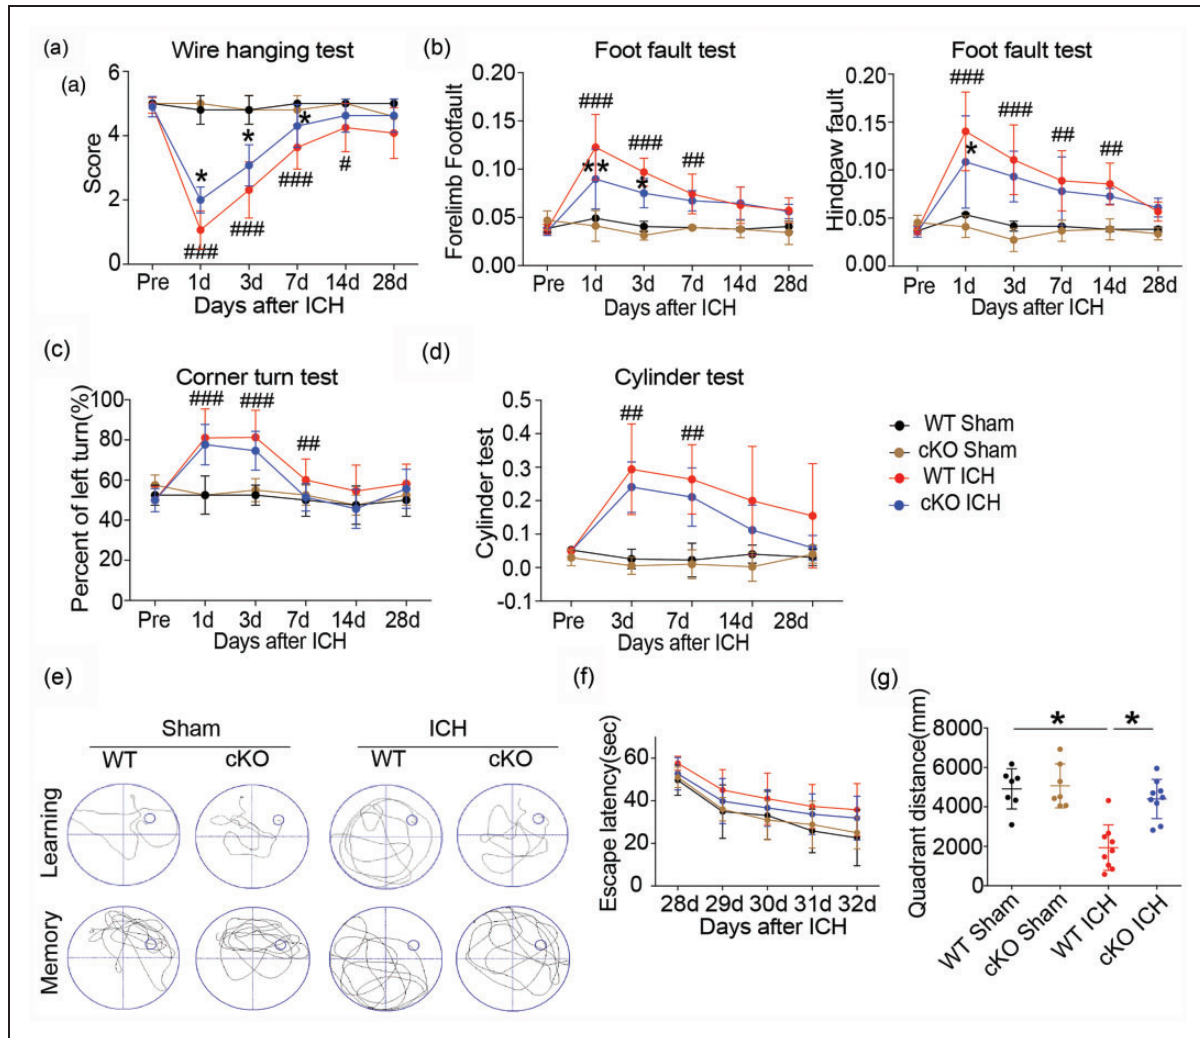 (a)
Wire hanging test
(a)
6
4
2
0
Score
*
*
*
###
###
###
#
Pre 1d 3d 7d 14d 28d
Days after ICH
(b)
Foot fault test
0.20
0.15
0.10
0.05
0.00
Forelimb Footfault
###
###
##
**
*
Pre 1d 3d 7d 14d 28d
Days after ICH
Foot fault test
0.20
0.15
0.10
0.05
0.00
Hindpaw fault
###
###
##
##
*
Pre 1d 3d 7d 14d 28d
Days after ICH
(c)
Corner turn test
100
80
60
40
20
0
Percent of left turn(%)
###
###
##
Pre 1d 3d 7d 14d 28d
Days after ICH
(d)
Cylinder test
0.5
0.4
0.3
0.2
0.1
0.0
-0.1
Cylinder test
##
##
Pre 3d 7d 14d 28d
Days after ICH
WT Sham
cKO Sham
WT ICH
cKO ICH
(e)
Sham ICH
WT cKO WT cKO
Learning
Memory
(f)
60
40
20
0
Escape latency(sec)
28d 29d 30d 31d 32d
Days after ICH
(g)
8000
6000
4000
2000
0
Quadrant distance(mm)
*
*
WT Sham
cKO Sham
WT ICH
cKO ICH